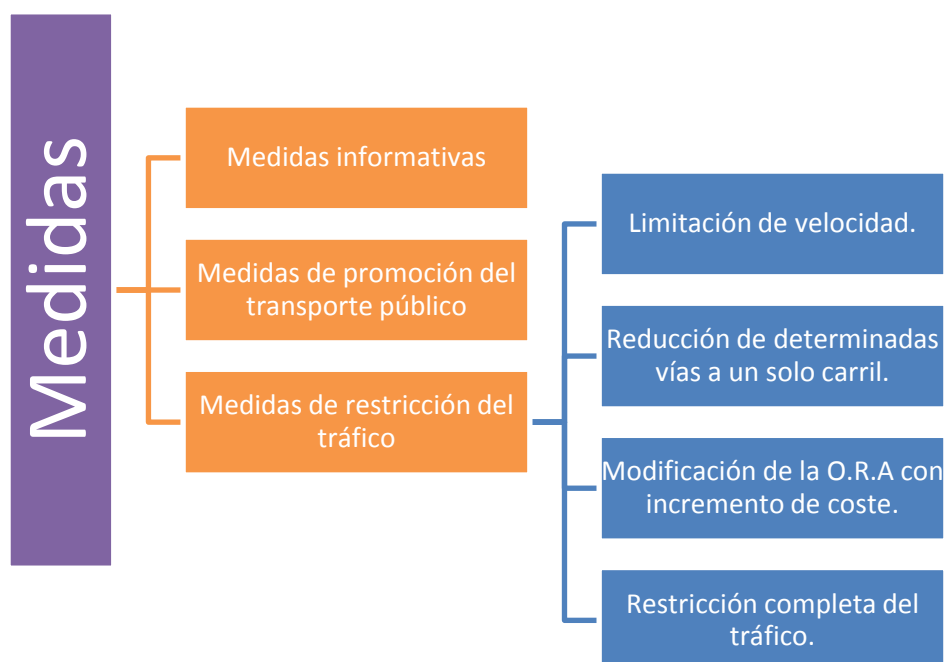 Medidas
Medidas informativas
Medidas de promoción del
transporte público
Medidas de restricción del
tráfico
Limitación de velocidad.
Reducción de determinadas
vías a un solo carril.
Modificación de la O.R.A con
incremento de coste.
Restricción completa del
tráfico.